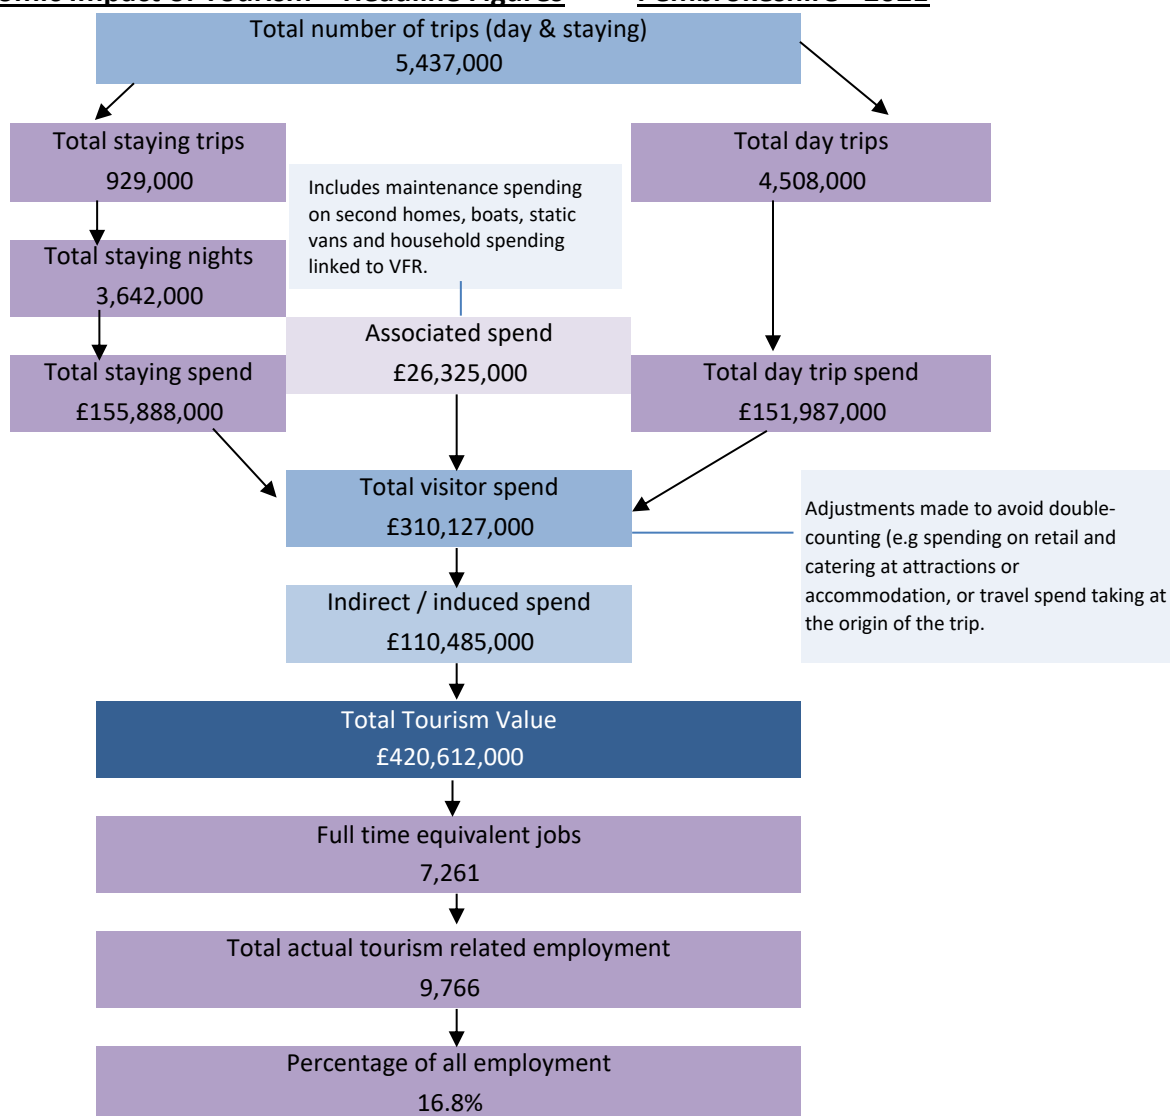 Impact of Tourism – Headline Figures
Total number of trips (day & staying)
5,437,000
Total staying trips
929,000
Total day trips
4,508,000
Includes maintenance spending
on second homes, boats, static
vans and household spending
linked to VFR.
Total staying nights
3,642,000
Associated spend
£26,325,000
Total staying spend
£155,888,000
Total day trip spend
£151,987,000
Total visitor spend
£310,127,000
Adjustments made to avoid double-
counting (e.g spending on retail and
catering at attractions or
accommodation, or travel spend taking at
the origin of the trip.
Indirect / induced spend
£110,485,000
Total Tourism Value
£420,612,000
Full time equivalent jobs
7,261
Total actual tourism related employment
9,766
Percentage of all employment
16.8%